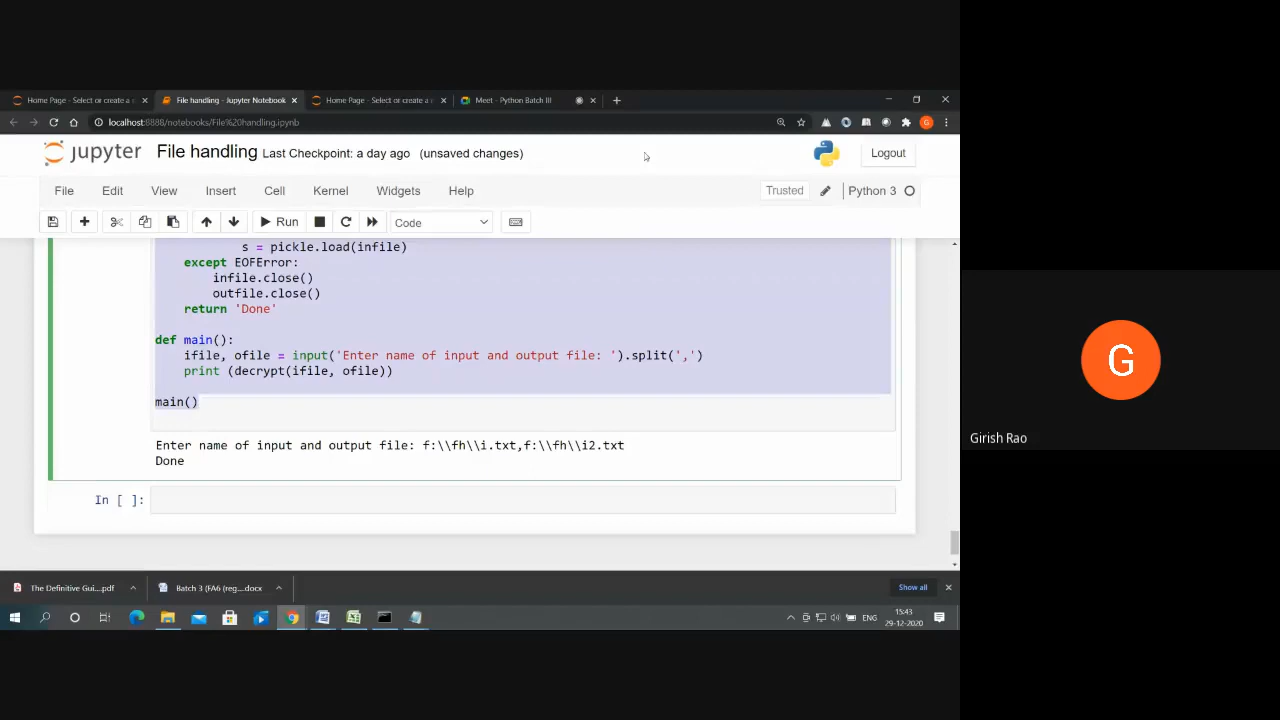 Home Page - Select or create a n
File handling - Jupyter Notebook
Home Page - Select or create a n
Meet - Python Batch III
localhost:8888/notebooks/File%20handling.ipynb
jupyter
File handling Last Checkpoint: a day ago (unsaved changes)
Logout
File
Edit
View
Insert
Cell
Kernel
Widgets
Help
Trusted
Python 3
Run
Code
s = pickle.load(infile)
except EOFError:
infile.close()
outfile.close()
return 'Done'
def main():
ifile, ofile = input('Enter name of input and output file: ').split(',')
print (decrypt(ifile, ofile))
main()
Enter name of input and output file: f:\\fh\\i.txt,f:\\fh\\i2.txt
Done
In [ ]:
G
Girish Rao
The Definitive Gui....pdf
Batch 3 (FA6 (reg....docx
Show all
ENG
15:43
29-12-2020